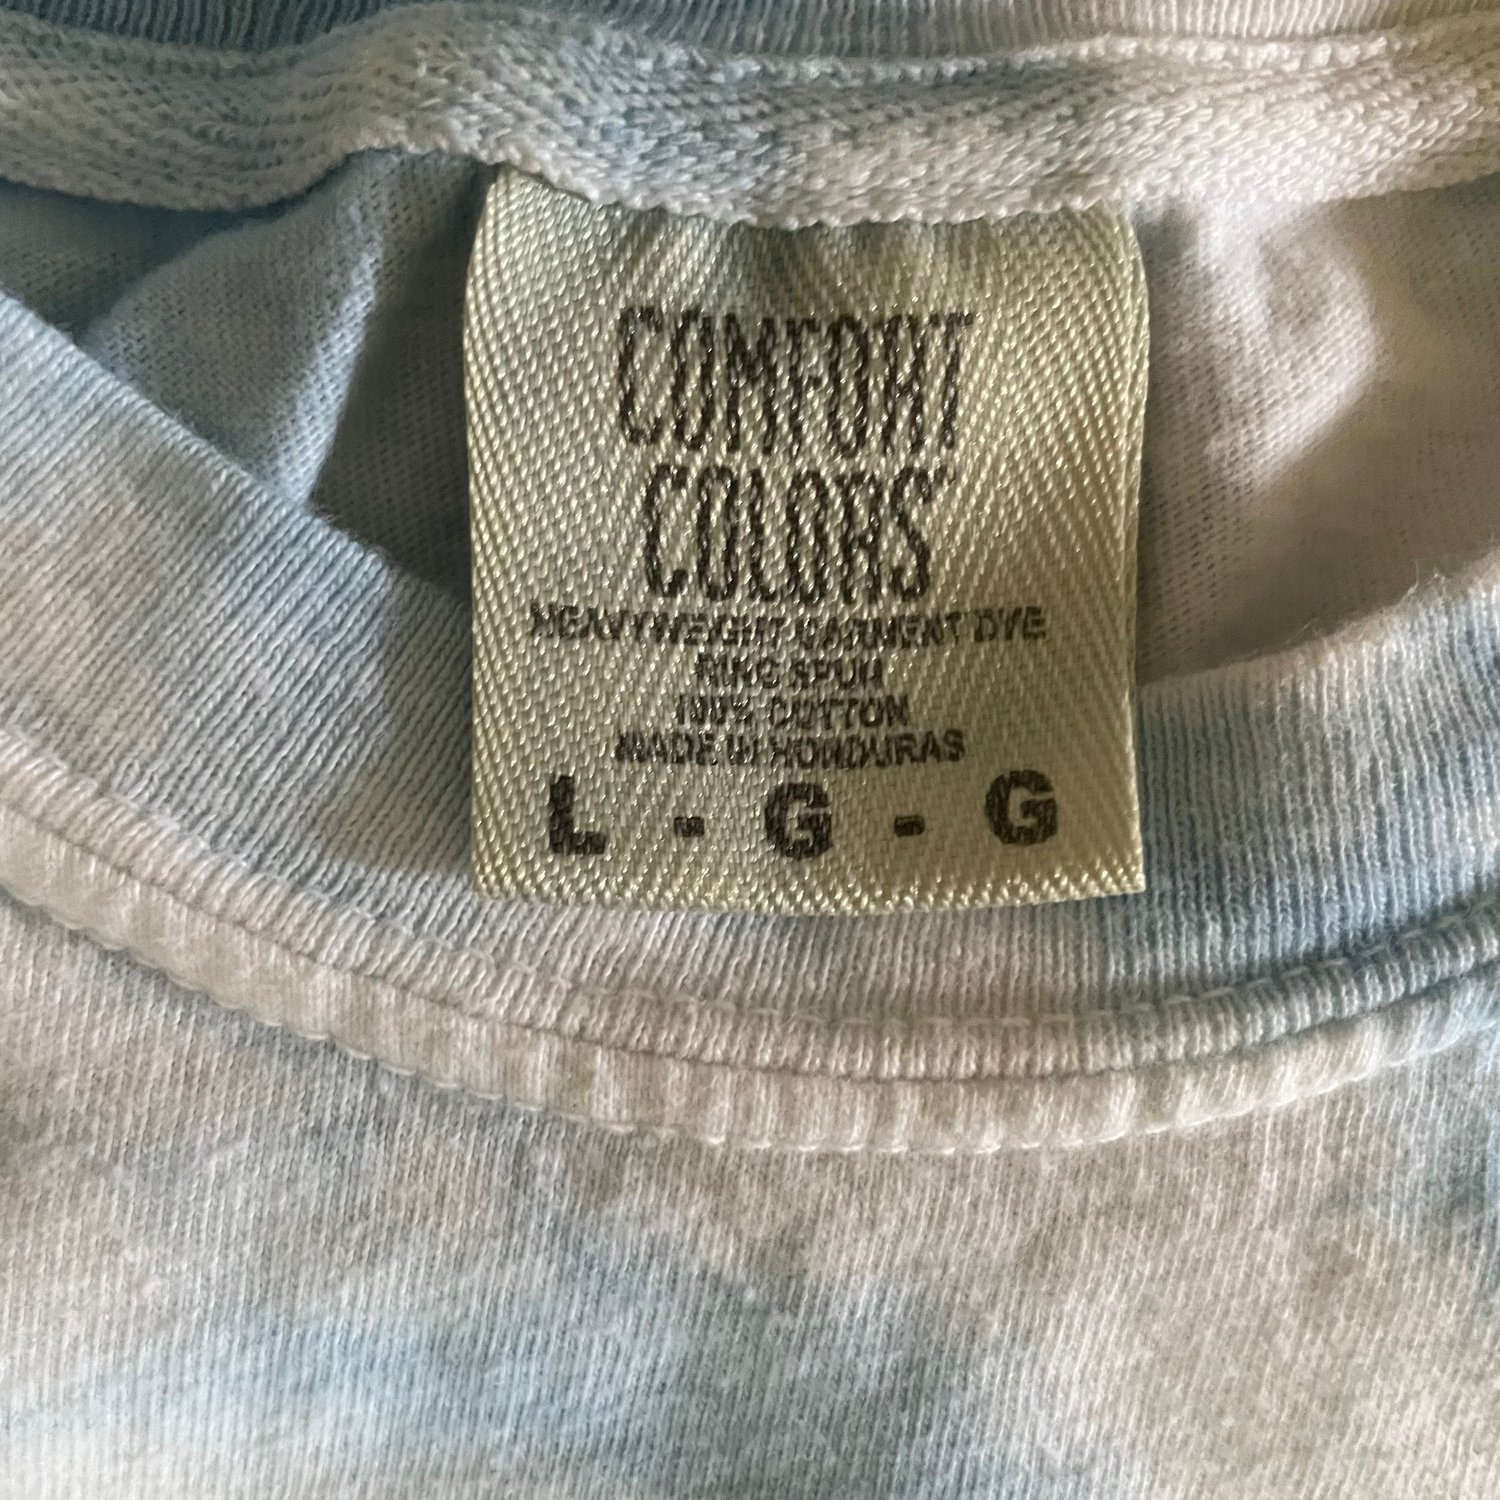 COMFORT
COLORS
HEAVYWEIGHT GARMENT DYE
RING SPUN
100% COTTON
MADE IN HONDURAS
L - G - G